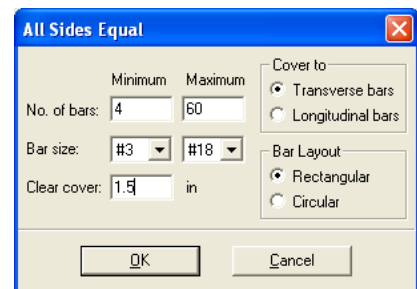 All Sides Equal
Minimum Maximum
No. of bars: 4 60
Bar size: #3 #18
Clear cover: 1.5 in
Cover to
Transverse bars
Longitudinal bars
Bar Layout
Rectangular
Circular
OK Cancel